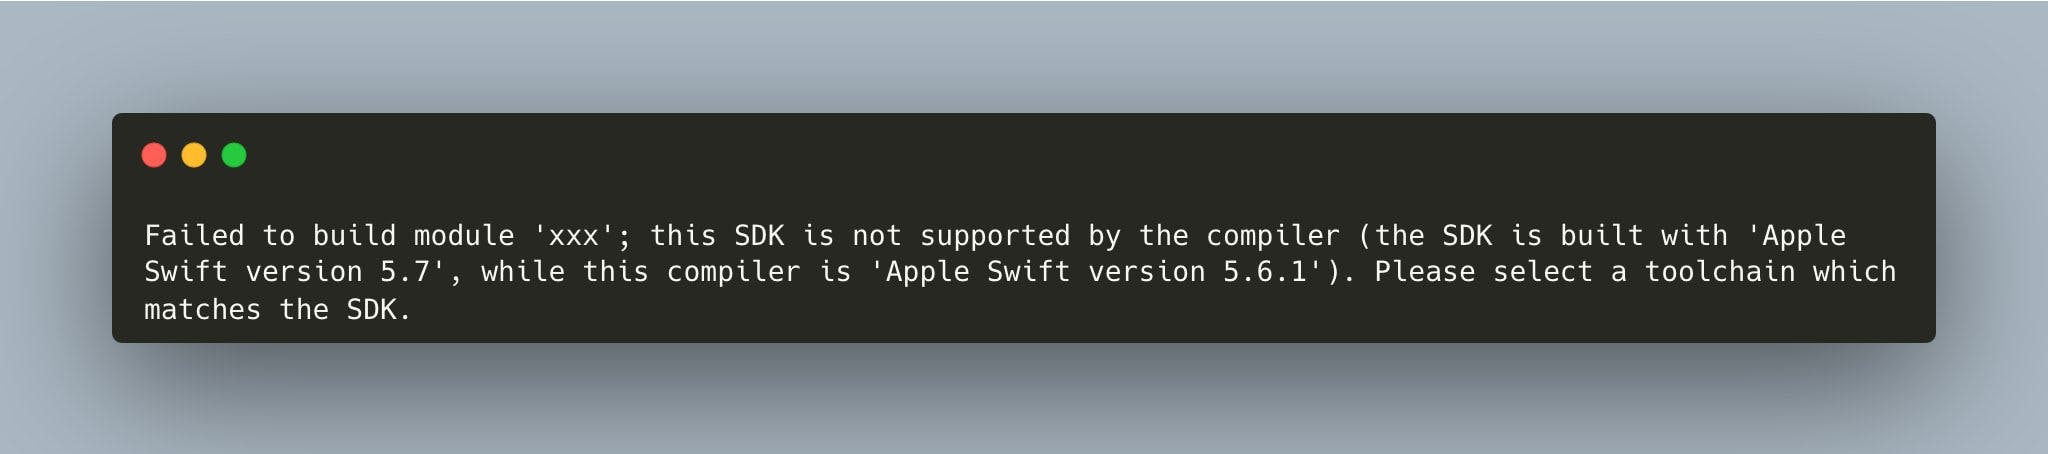 Failed to build module 'xxx'; this SDK is not supported by the compiler (the SDK is built with 'Apple
Swift version 5.7', while this compiler is 'Apple Swift version 5.6.1'). Please select a toolchain which
matches the SDK.